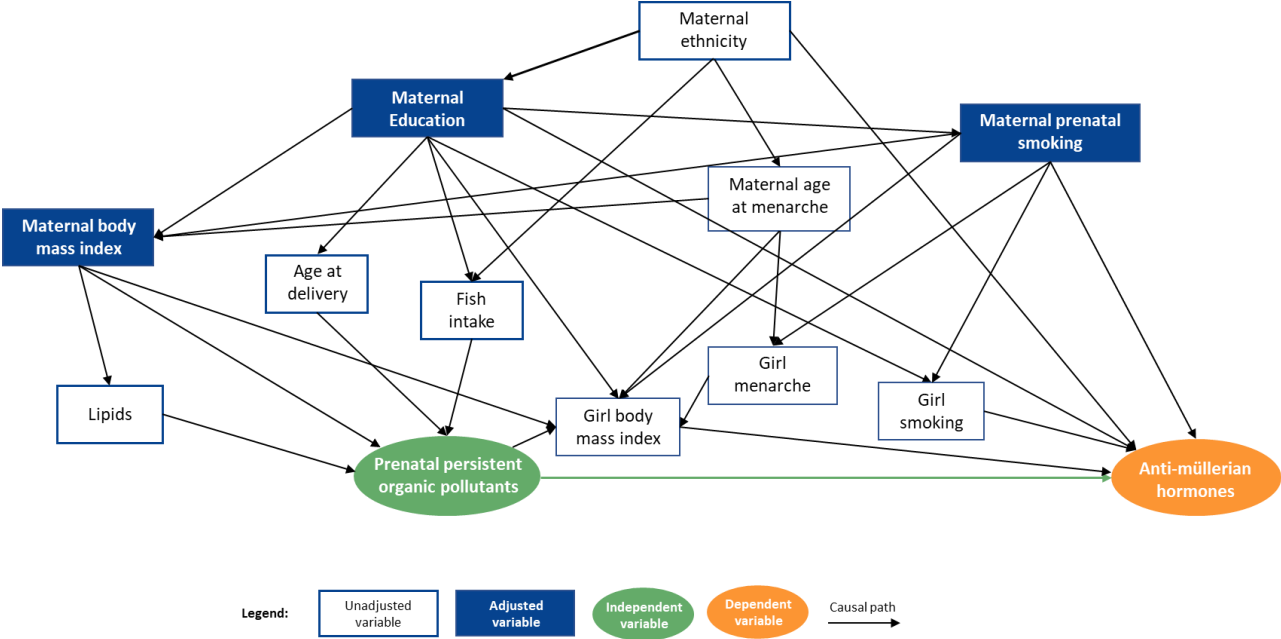 Maternal
ethnicity
Maternal
Education
Maternal prenatal
smoking
Maternal age
at menarche
Maternal body
mass index
Age at
delivery
Fish
intake
Girl
menarche
Girl
smoking
Lipids
Girl body
mass index
Prenatal persistent
organic pollutants
Anti-müllerian
hormones
Legend:
Unadjusted
variable
Adjusted
variable
Independent
variable
Dependent
variable
Causal path